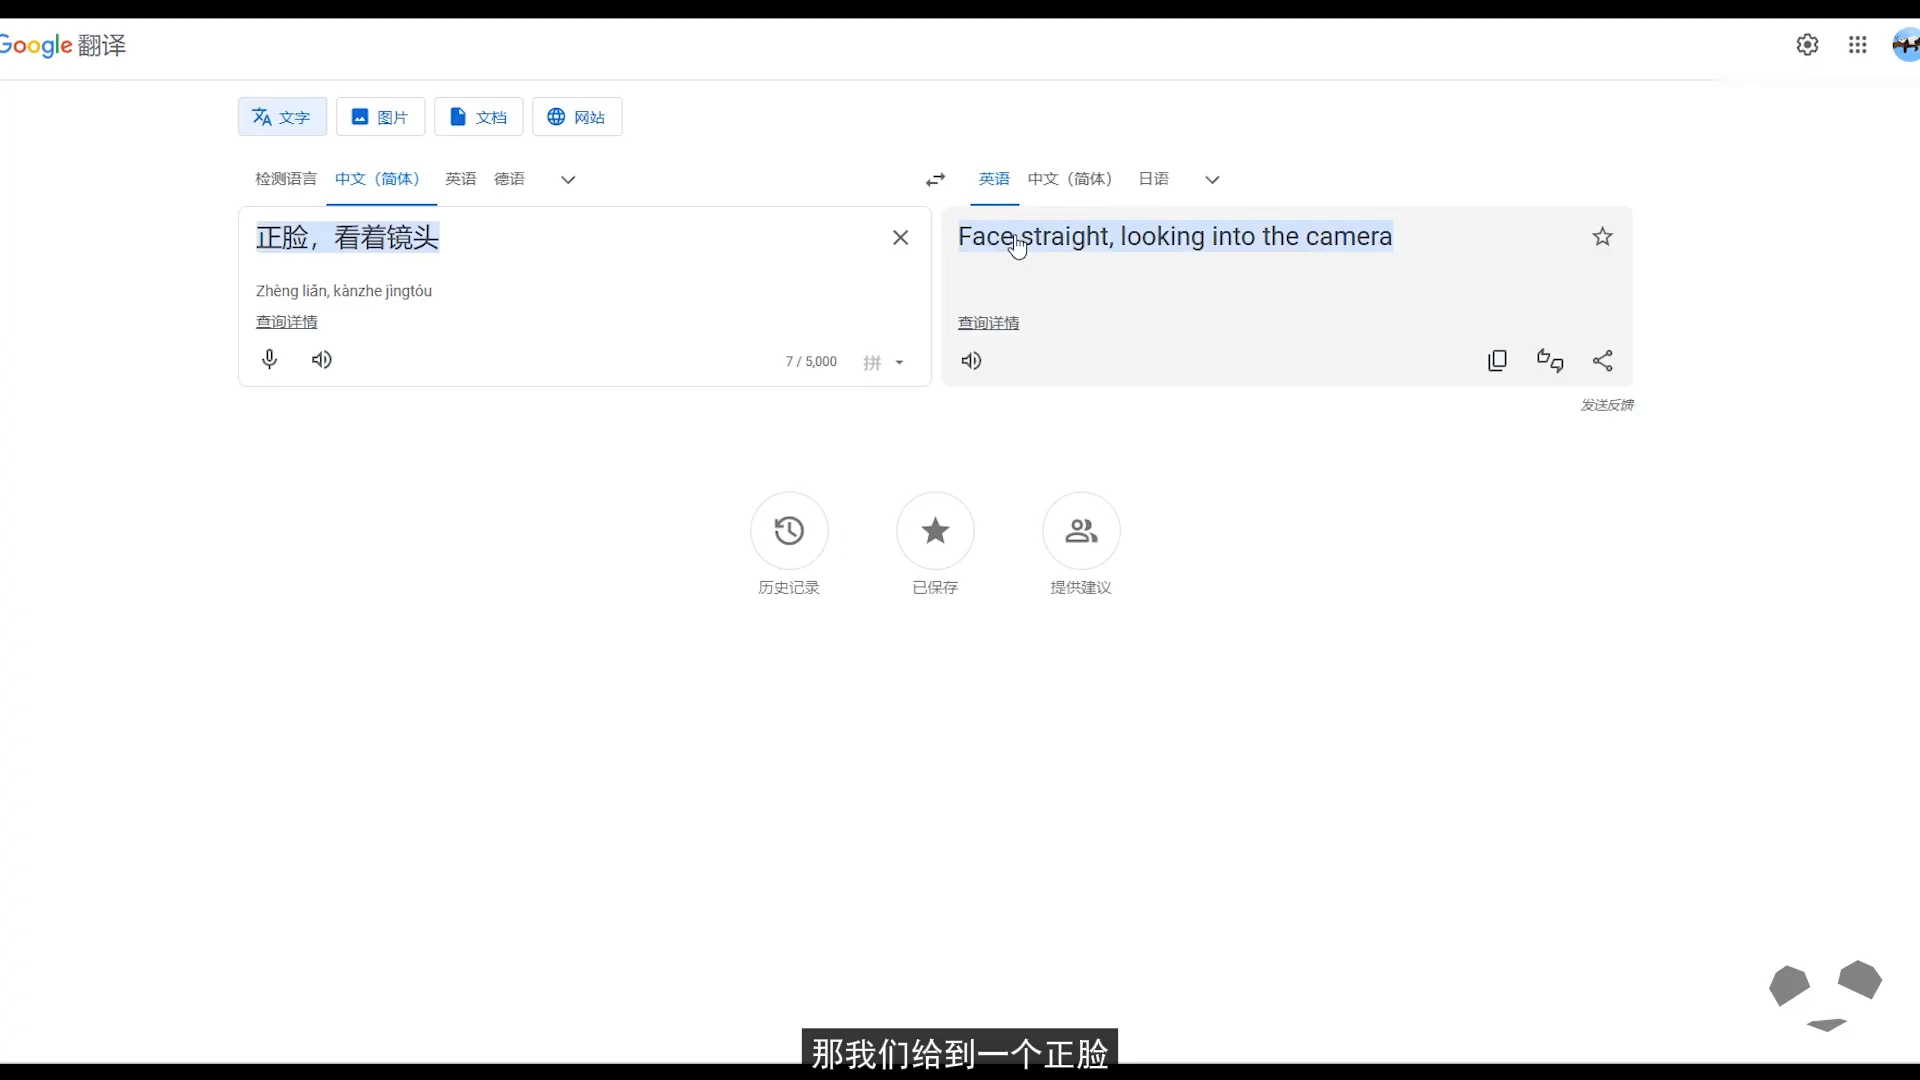 Google 翻译
文字 图片 文档 网站
检测语言 中文（简体） 英语 德语 英语 中文（简体） 日语
正脸，看着镜头
Face straight, looking into the camera
Zhèng liǎn, kànzhe jìngtóu
查询详情
查询详情
7 / 5,000 拼
发送反馈
历史记录 已保存 提供建议
那我们给到一个正脸